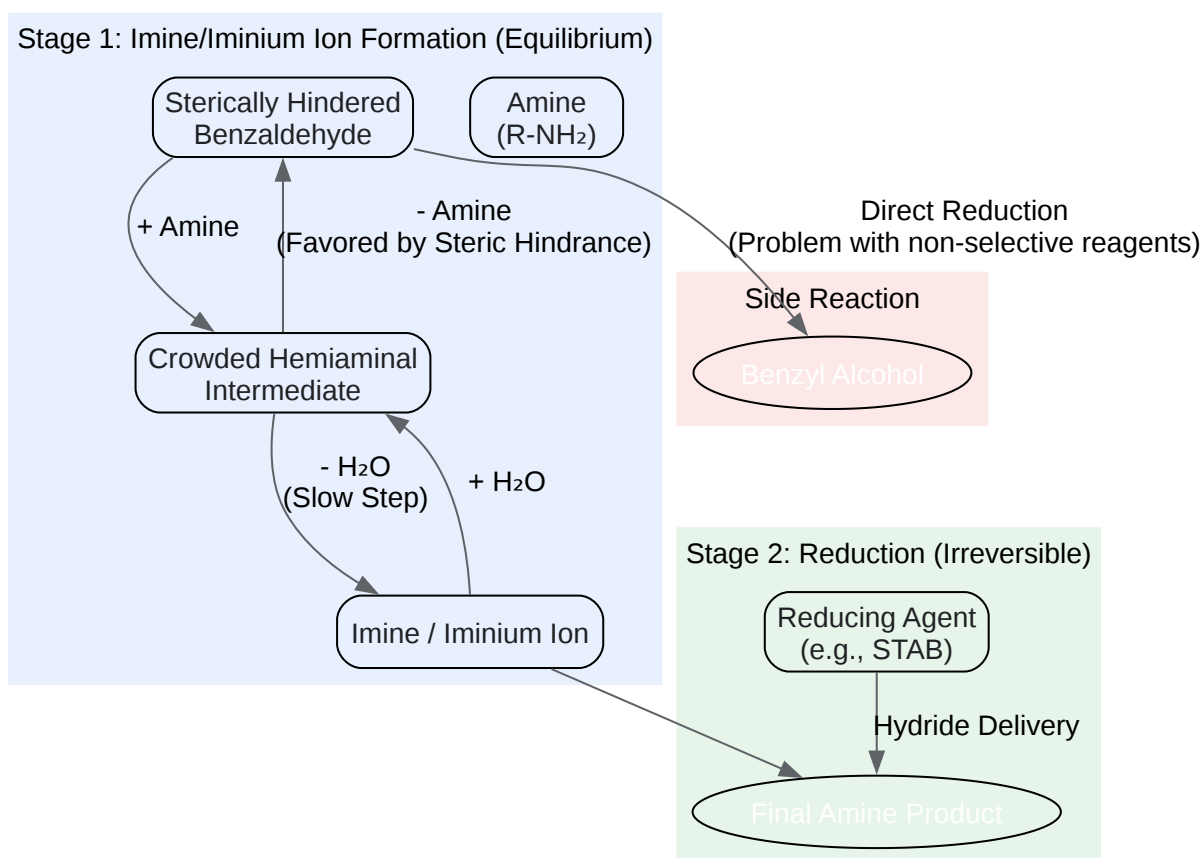 Stage 1: Imine/Iminium Ion Formation (Equilibrium)
Sterically Hindered
Benzaldehyde
Amine
(R-NH₂)
+ Amine
- Amine
(Favored by Steric Hindrance)
Direct Reduction
(Problem with non-selective reagents)
Side Reaction
Benzyl Alcohol
Crowded Hemiaminal
Intermediate
- H₂O
(Slow Step)
+ H₂O
Imine / Iminium Ion
Stage 2: Reduction (Irreversible)
Reducing Agent
(e.g., STAB)
Hydride Delivery
Final Amine Product